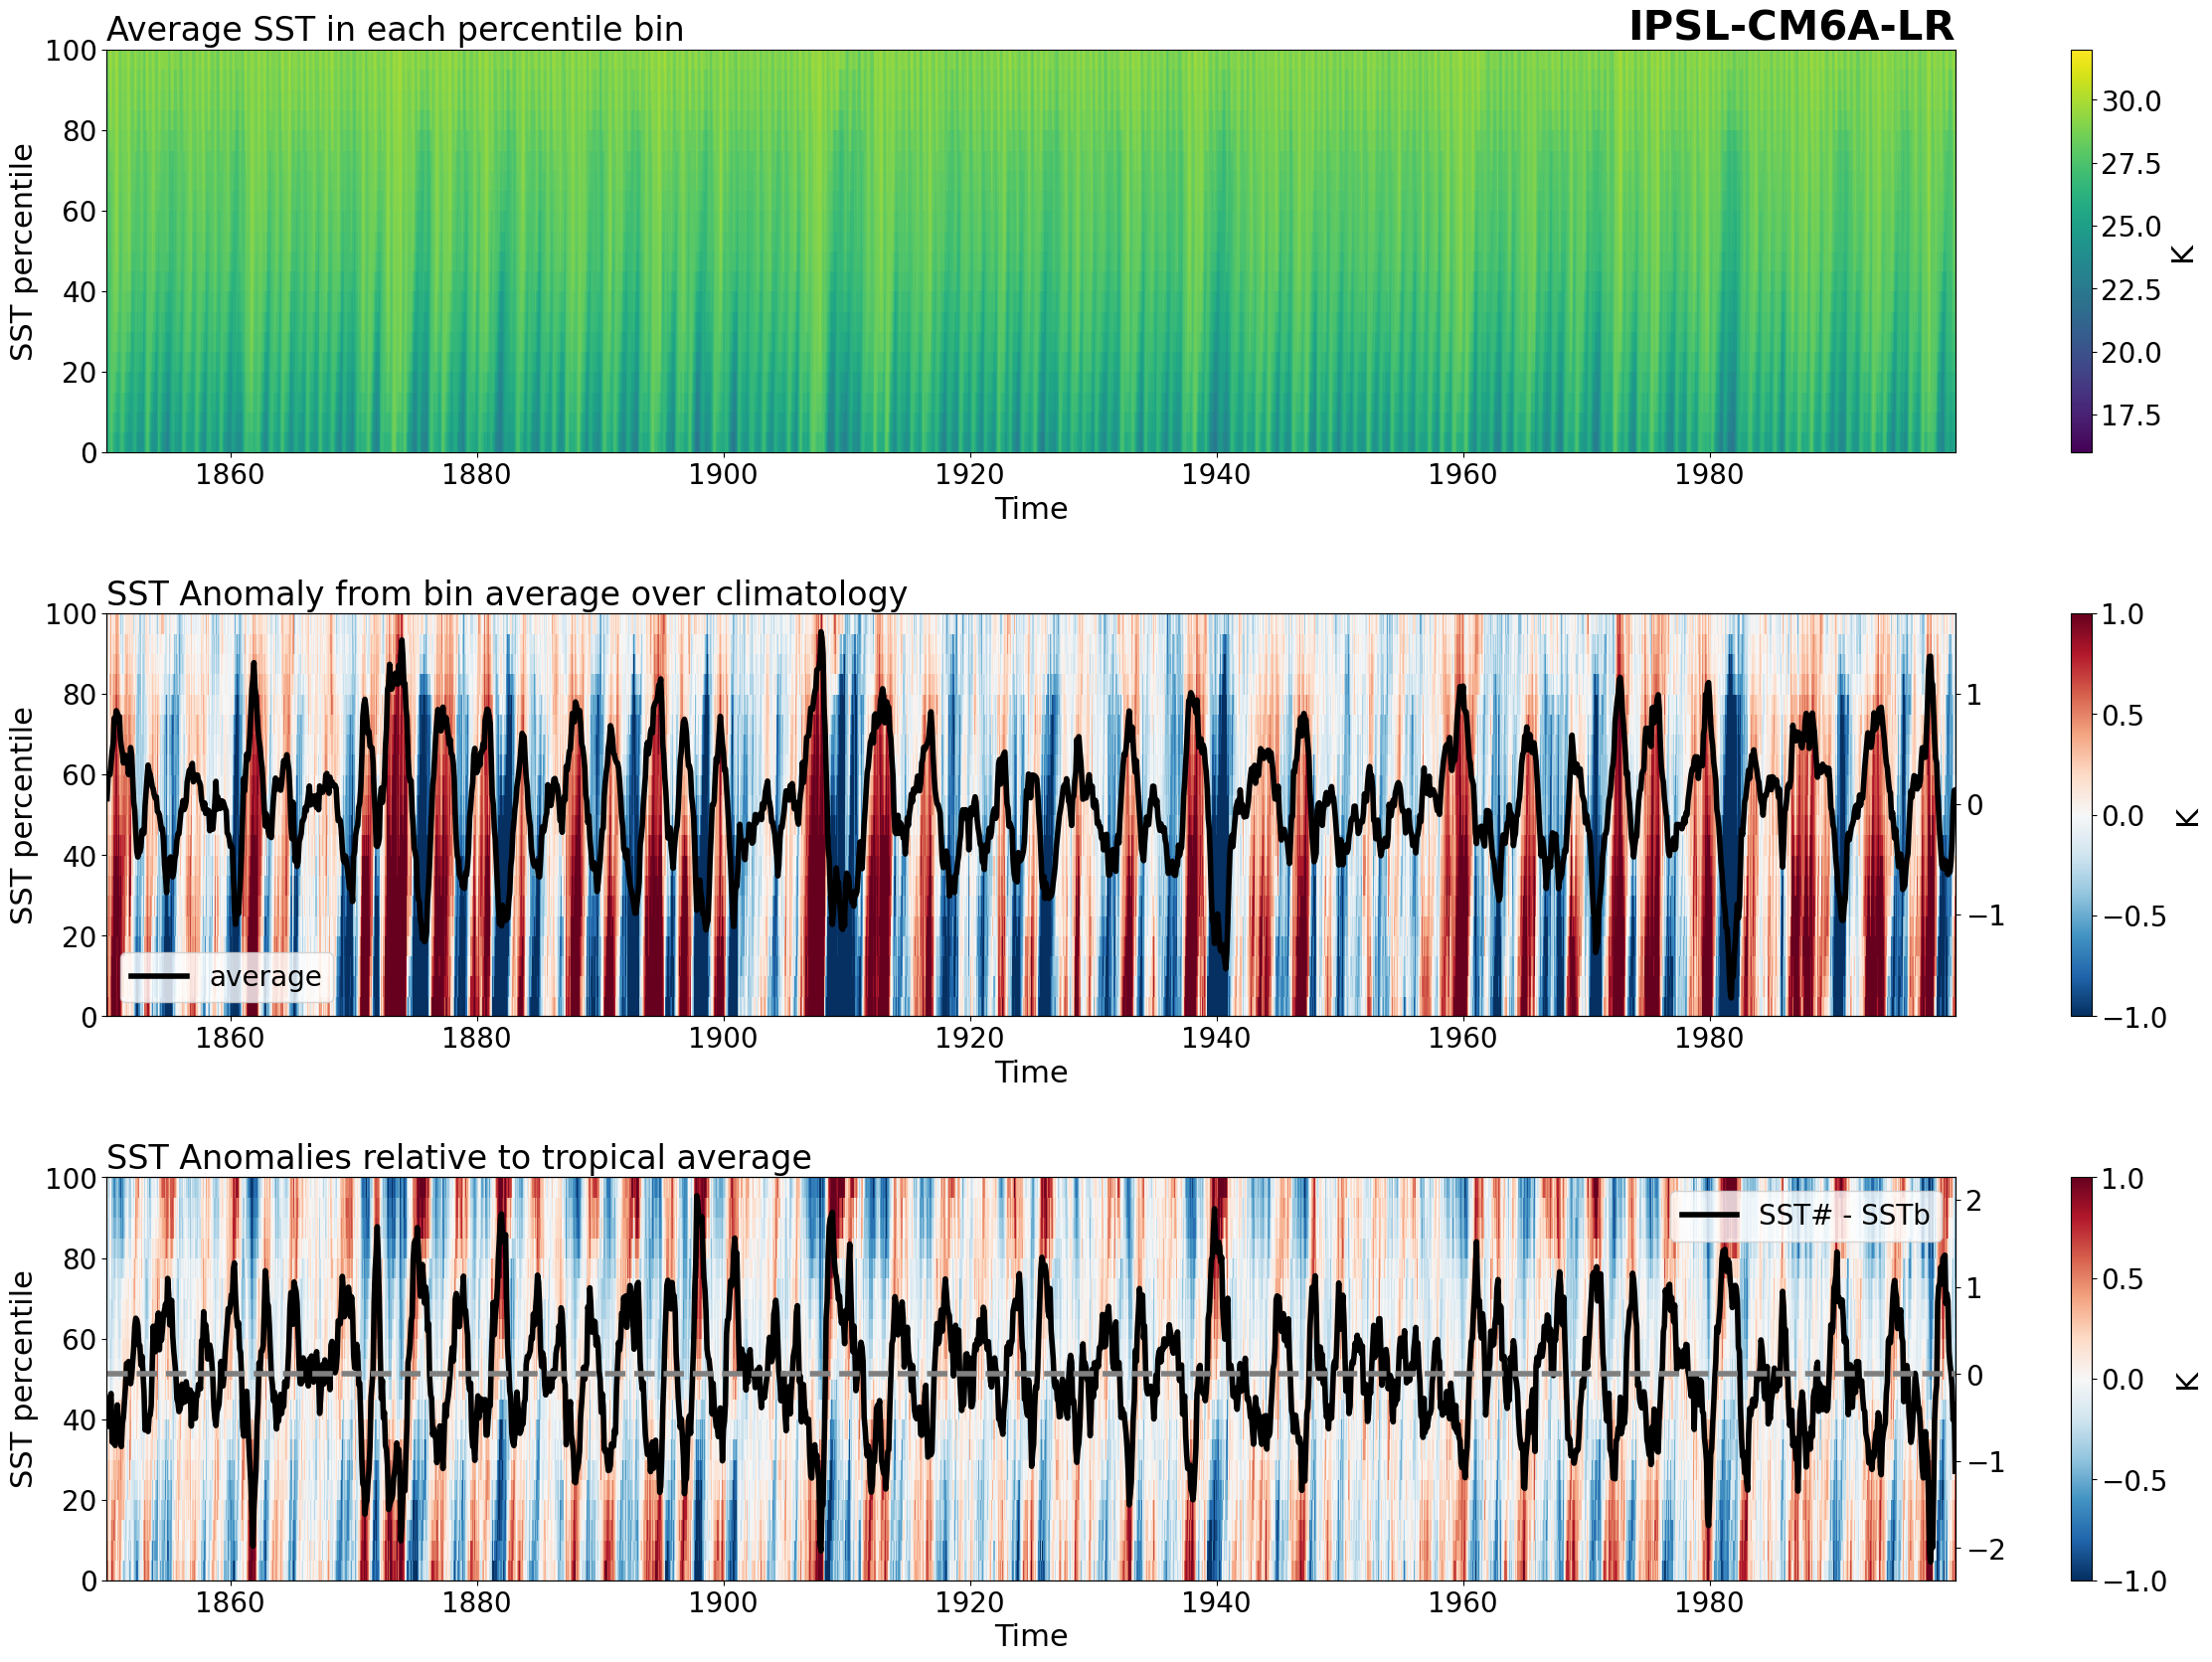 Average SST in each percentile bin
IPSL-CM6A-LR
100
80
60
40
20
0
SST percentile
1860 1880 1900 1920 1940 1960 1980
Time
30.0
27.5
25.0
22.5
20.0
17.5
K
SST Anomaly from bin average over climatology
100
80
60
40
20
0
SST percentile
average
1860 1880 1900 1920 1940 1960 1980
Time
1
0
−1
1.0
0.5
0.0
−0.5
−1.0
K
SST Anomalies relative to tropical average
100
80
60
40
20
0
SST percentile
SST# - SSTb
1860 1880 1900 1920 1940 1960 1980
Time
2
1
0
−1
−2
1.0
0.5
0.0
−0.5
−1.0
K